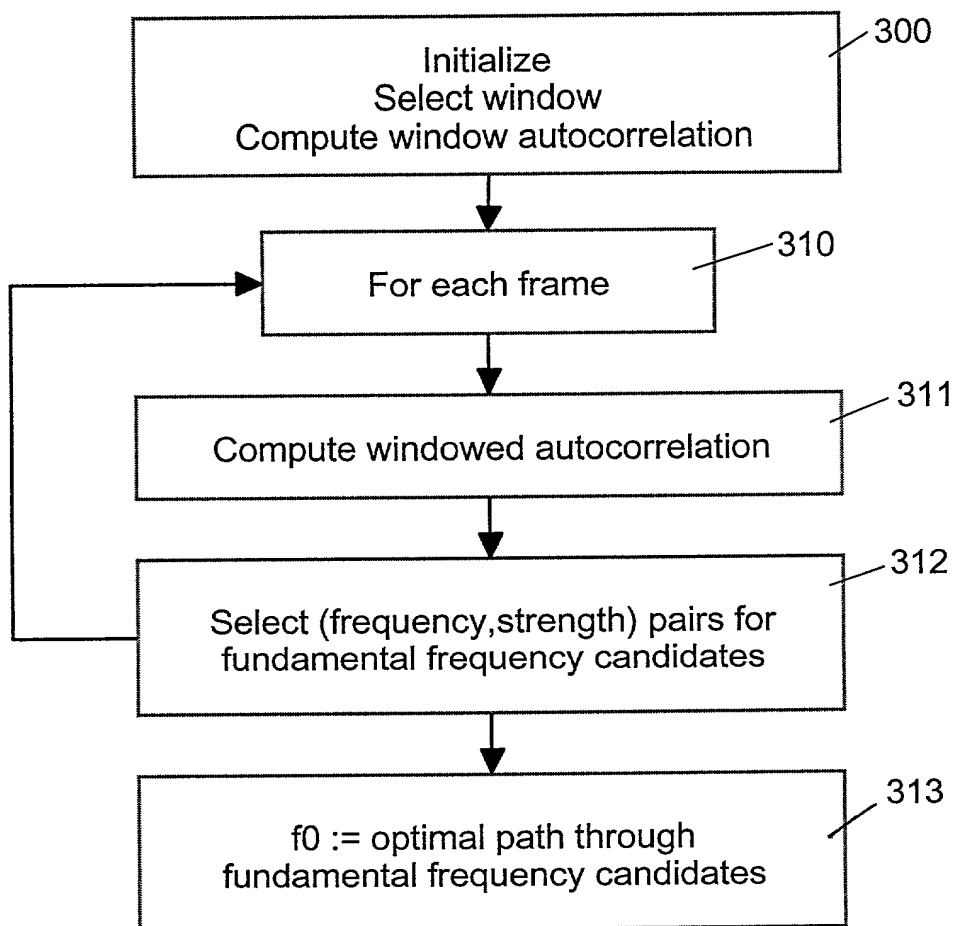 300
Initialize
Select window
Compute window autocorrelation
310
For each frame
311
Compute windowed autocorrelation
312
Select (frequency,strength) pairs for
fundamental frequency candidates
313
f0 := optimal path through
fundamental frequency candidates